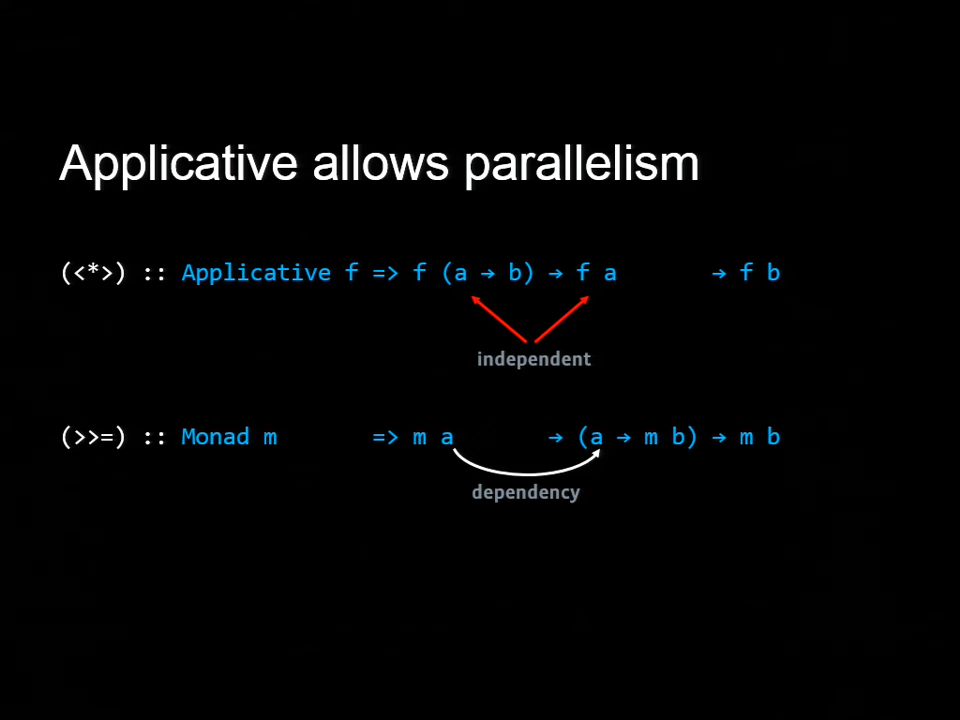 Applicative allows parallelism
(<*>) :: Applicative f => f (a → b) → f a → f b
independent
(>>=) :: Monad m => m a → (a → m b) → m b
dependency